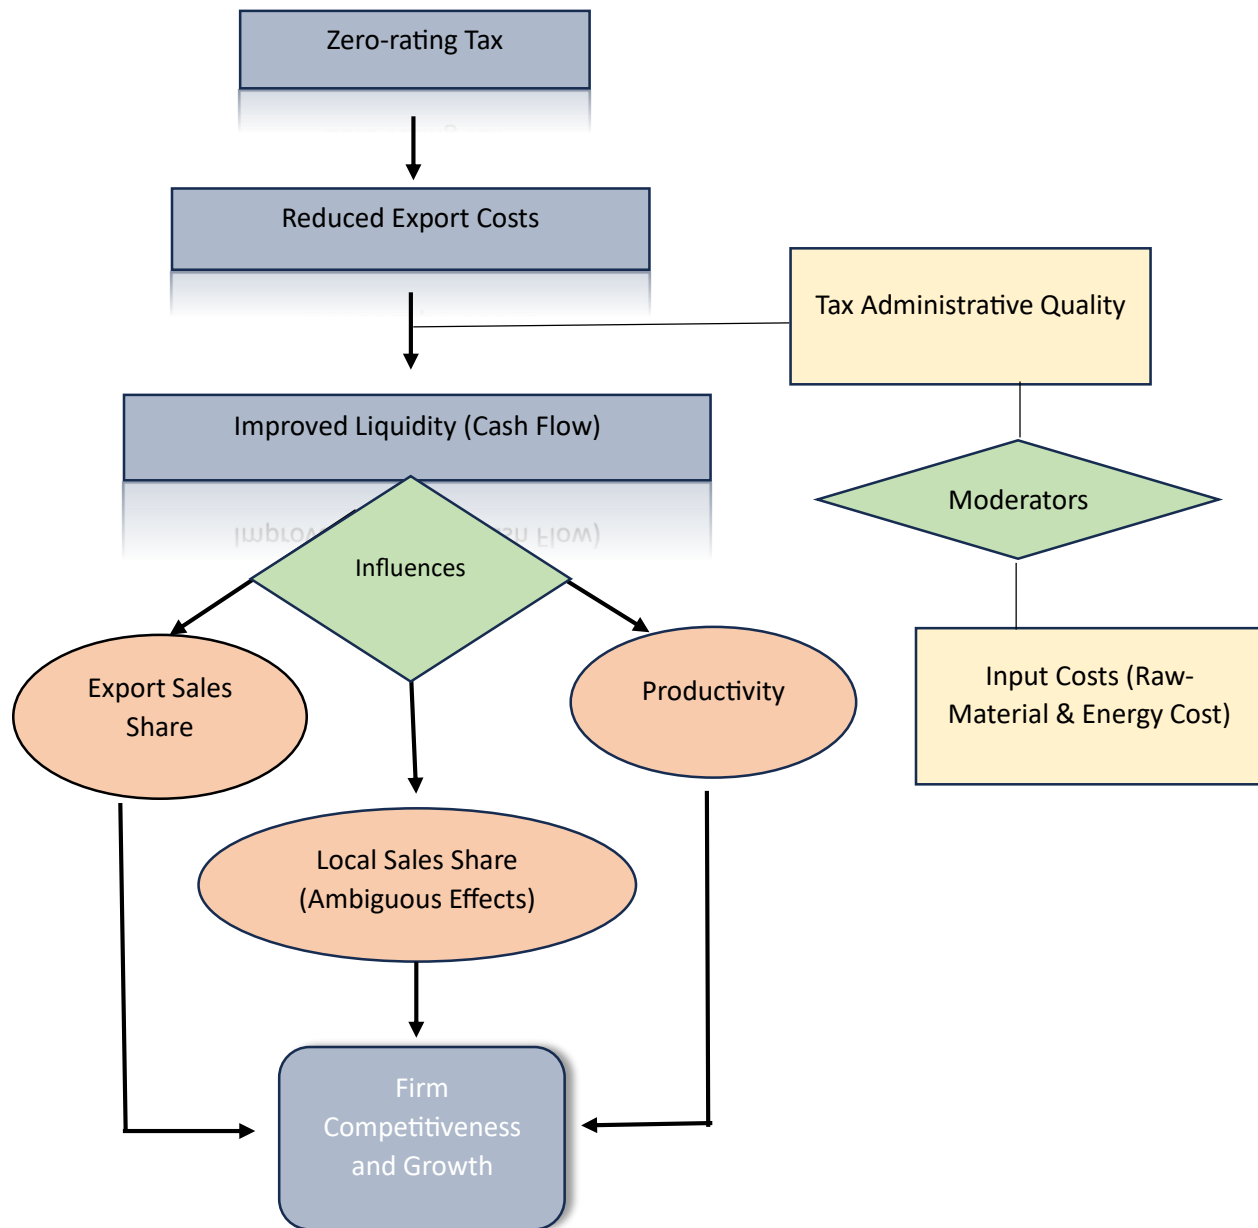 Zero-rating Tax
Reduced Export Costs
Tax Administrative Quality
Improved Liquidity (Cash Flow)
Moderators
Influences
Export Sales
Share
Productivity
Input Costs (Raw-
Material & Energy Cost)
Local Sales Share
(Ambiguous Effects)
Firm
Competitiveness
and Growth